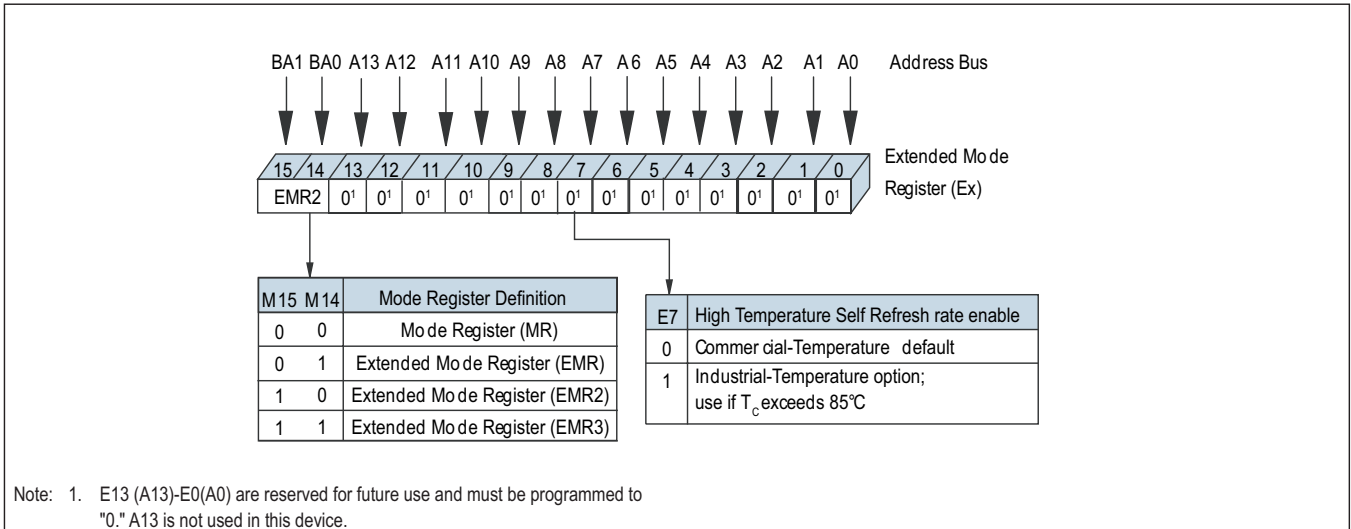 BA1 BA0 A13 A12 A11 A10 A9 A8 A7 A6 A5 A4 A3 A2 A1 A0 Address Bus
15 14 13 12 11 10 9 8 7 6 5 4 3 2 1 0
EMR2 0¹ 0¹ 0¹ 0¹ 0¹ 0¹ 0¹ 0¹ 0¹ 0¹ 0¹ 0¹ 0¹ 0¹
Extended Mode
Register (Ex)
M15 M14 Mode Register Definition
0 0 Mode Register (MR)
0 1 Extended Mode Register (EMR)
1 0 Extended Mode Register (EMR2)
1 1 Extended Mode Register (EMR3)
E7 High Temperature Self Refresh rate enable
0 Commercial-Temperature default
1 Industrial-Temperature option;
use if TC exceeds 85°C
Note: 1. E13 (A13)-E0(A0) are reserved for future use and must be programmed to
"0." A13 is not used in this device.